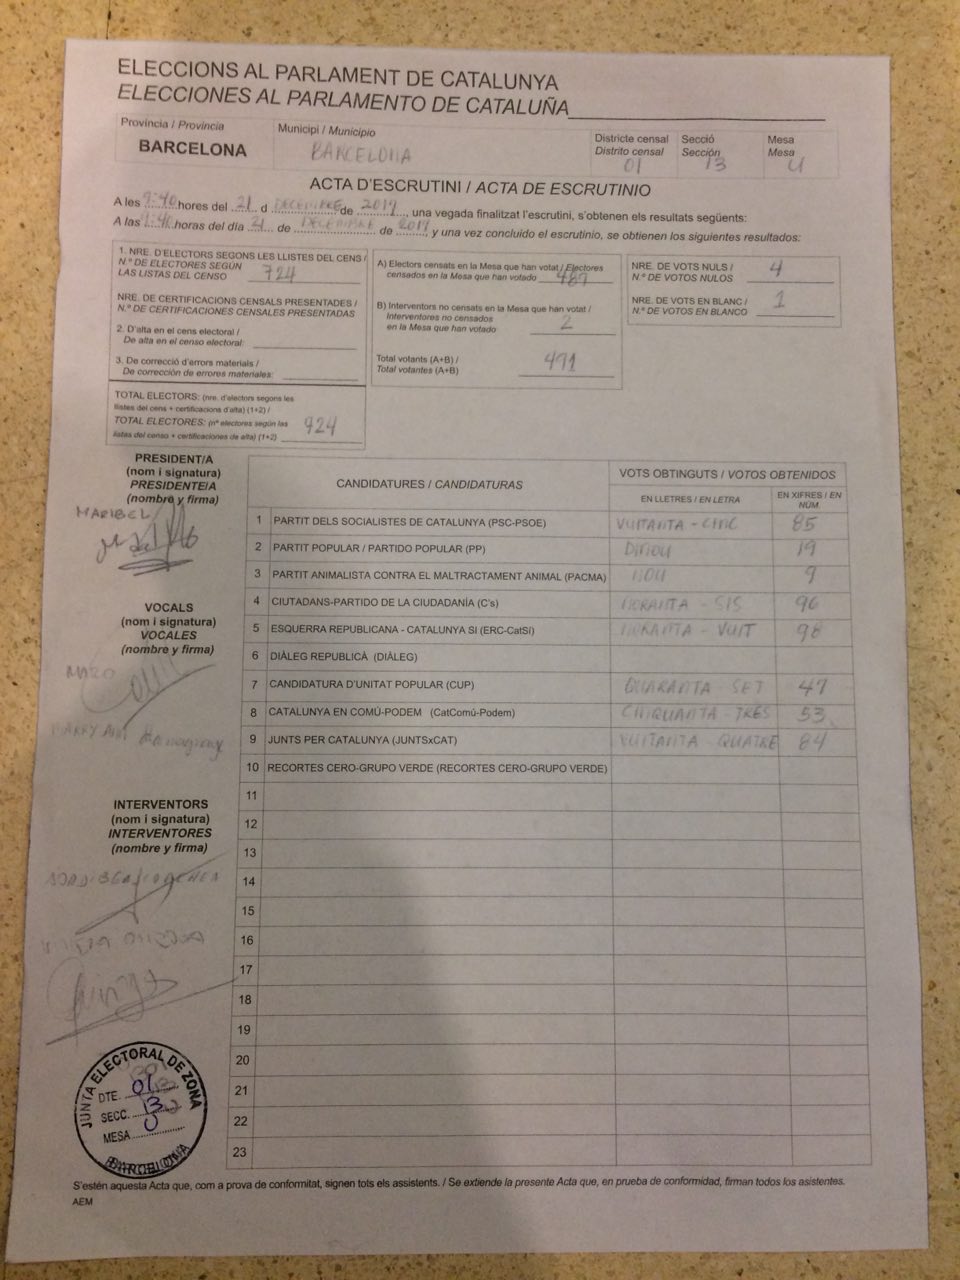 ELECCIONS AL PARLAMENT DE CATALUNYA
ELECCIONES AL PARLAMENTO DE CATALUÑA
Província / Provincia
BARCELONA
Municipi / Municipio
BARCELONA
Districte censal
Distrito censal
01
Secció
Sección
13
Mesa
Mesa
U
ACTA D'ESCRUTINI / ACTA DE ESCRUTINIO
A les 9:40 hores del 21 d DECEMBRE de 2017, una vegada finalitzat l'escrutini, s'obtenen els resultats següents:
A las 9:40 horas del día 21 de DECEMBRE de 2017, y una vez concluido el escrutinio, se obtienen los siguientes resultados:
1. NRE. D'ELECTORS SEGONS LES LLISTES DEL CENS /
N.º DE ELECTORES SEGÚN
LAS LISTAS DEL CENSO 724
NRE. DE CERTIFICACIONS CENSALS PRESENTADES /
N.º DE CERTIFICACIONES CENSALES PRESENTADAS
2. D'alta en el cens electoral /
De alta en el censo electoral:
3. De correcció d'errors materials /
De corrección de errores materiales:
TOTAL ELECTORS: (nre. d'electors segons les
llistes del cens + certificacions d'alta) (1+2) /
TOTAL ELECTORES: (nº electores según las
listas del censo + certificaciones de alta) (1+2) 924
A) Electors censats en la Mesa que han votat / Electores
censados en la Mesa que han votado 489
B) Interventors no censats en la Mesa que han votat /
Interventores no censados
en la Mesa que han votado 2
Total votants (A+B) /
Total votantes (A+B) 491
NRE. DE VOTS NULS /
N.º DE VOTOS NULOS 4
NRE. DE VOTS EN BLANC /
N.º DE VOTOS EN BLANCO 1
PRESIDENT/A
(nom i signatura)
PRESIDENTE/A
(nombre y firma)
MARIBEL
VOCALS
(nom i signatura)
VOCALES
(nombre y firma)
INTERVENTORS
(nom i signatura)
INTERVENTORES
(nombre y firma)
CANDIDATURES / CANDIDATURAS
VOTS OBTINGUTS / VOTOS OBTENIDOS
EN LLETRES / EN LETRA
EN XIFRES / EN NÚM.
1 PARTIT DELS SOCIALISTES DE CATALUNYA (PSC-PSOE) VUITANTA - CINC 85
2 PARTIT POPULAR / PARTIDO POPULAR (PP) DINOU 19
3 PARTIT ANIMALISTA CONTRA EL MALTRACTAMENT ANIMAL (PACMA) NOU 9
4 CIUTADANS-PARTIDO DE LA CIUDADANÍA (C's) NORANTA - SIS 96
5 ESQUERRA REPUBLICANA - CATALUNYA SÍ (ERC-CatSí) NORANTA - VUIT 98
6 DIÀLEG REPUBLICÀ (DIÀLEG)
7 CANDIDATURA D'UNITAT POPULAR (CUP) QUARANTA - SET 47
8 CATALUNYA EN COMÚ-PODEM (CatComú-Podem) CINQUANTA - TRES 53
9 JUNTS PER CATALUNYA (JUNTSxCAT) VUITANTA QUATRE 84
10 RECORTES CERO-GRUPO VERDE (RECORTES CERO-GRUPO VERDE)
11
12
13
14
15
16
17
18
19
20
21
22
23
JUNTA ELECTORAL DE ZONA
DTE. 01
SECC. 13
MESA U
BARCELONA
S'estén aquesta Acta que, com a prova de conformitat, signen tots els assistents. / Se extiende la presente Acta que, en prueba de conformidad, firman todos los asistentes.
AEM